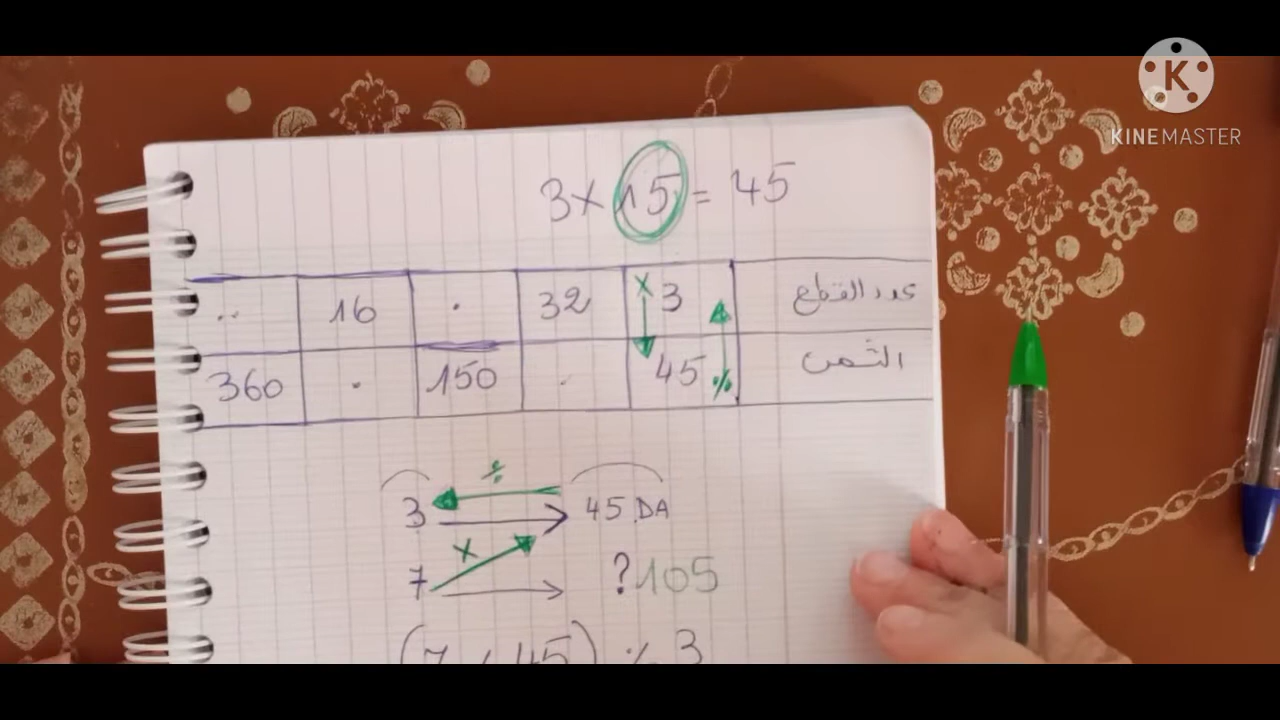 KINEMASTER
3 x 15 = 45
عدد القطع 3 32 . 16 ..
الثمن 45 . 150 . 360
3 ÷ 45 DA
7 x ? 105
(7 x 45) ÷ 3